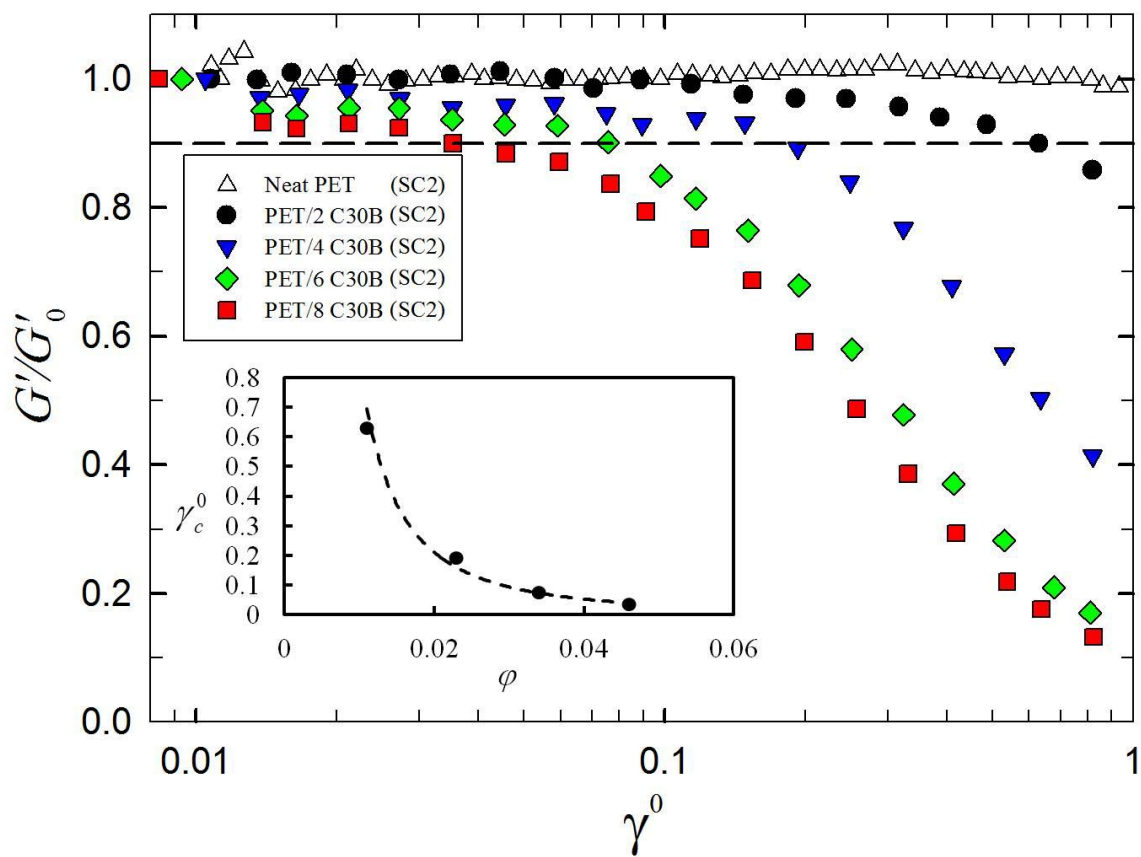 1.0
0.8
0.6
0.4
0.2
0.0
G'/G'0
0.01
0.1
1
γ0
Neat PET (SC2)
PET/2 C30B (SC2)
PET/4 C30B (SC2)
PET/6 C30B (SC2)
PET/8 C30B (SC2)
0.8
0.7
0.6
0.5
0.4
0.3
0.2
0.1
0
γc0
0
0.02
0.04
0.06
φ